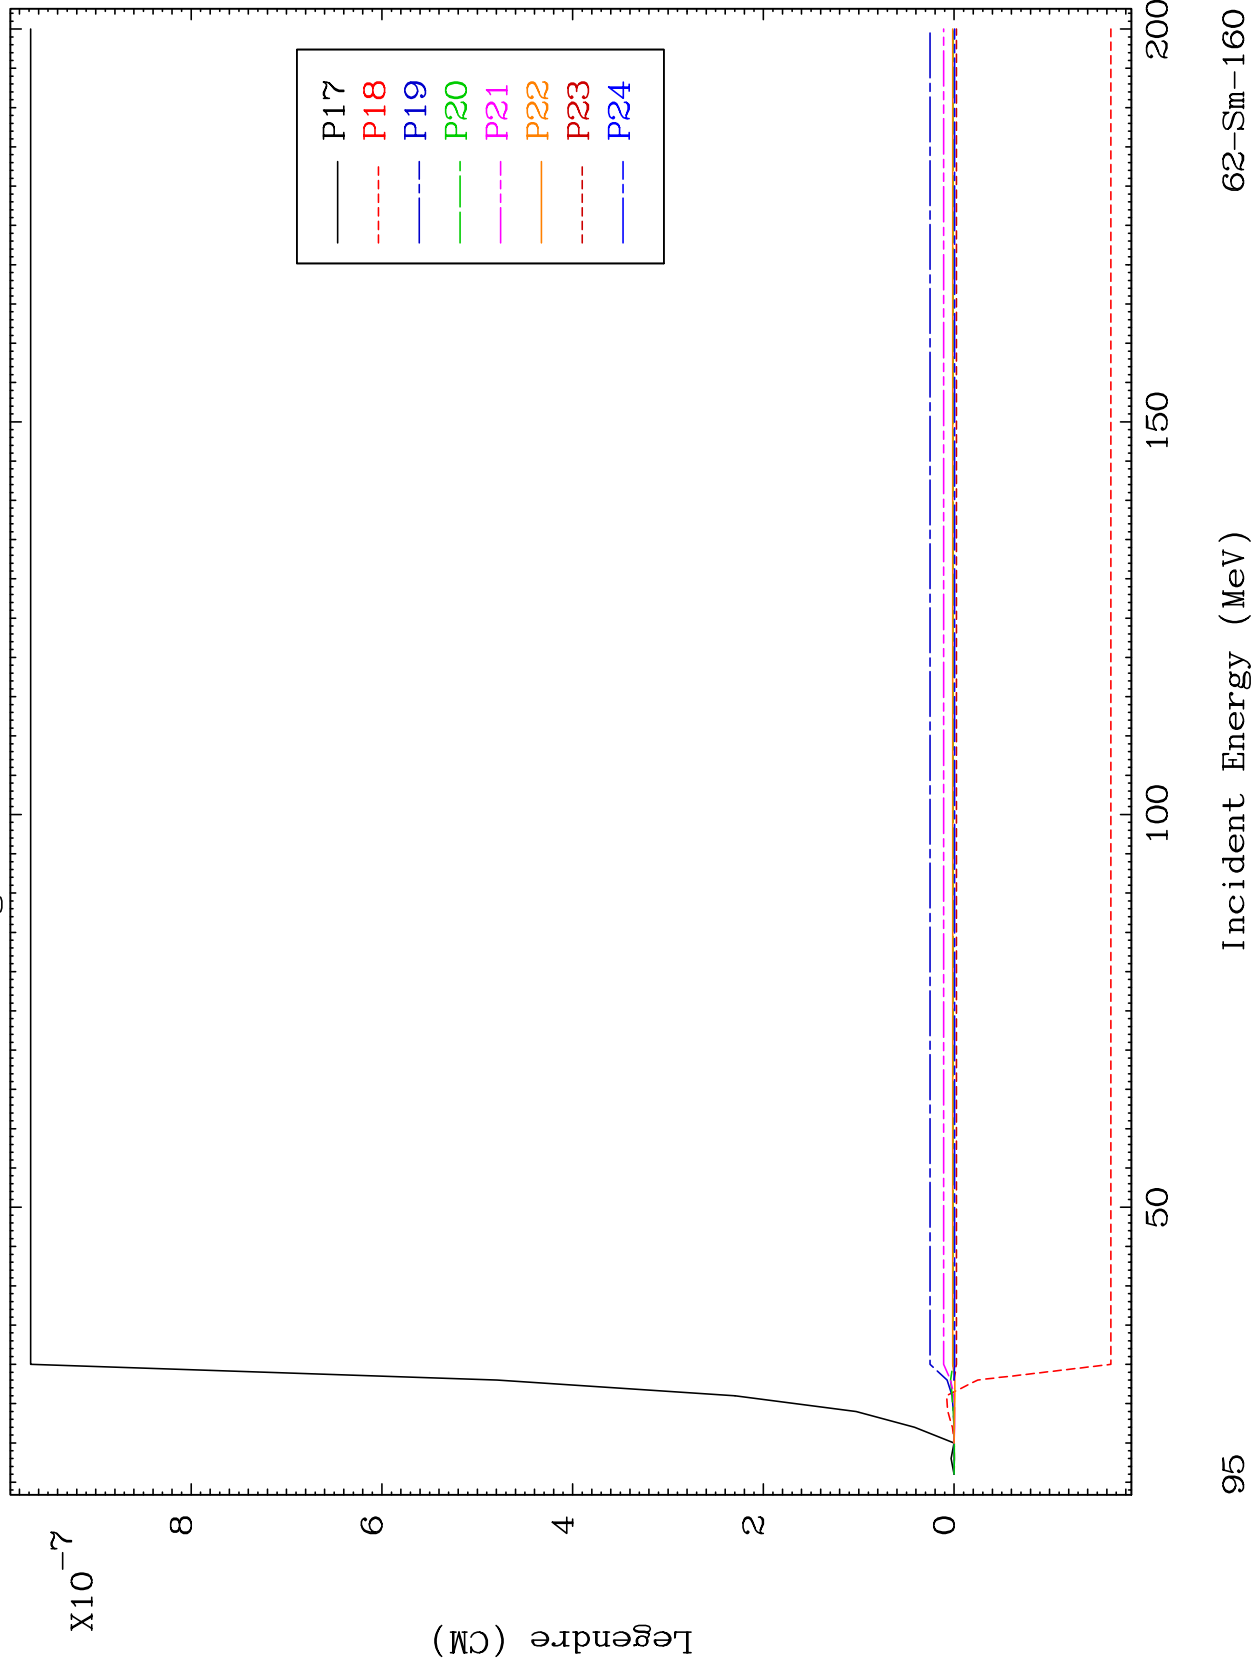 X10-7
8
6
4
2
0
Legendre (CM)
P17
P18
P19
P20
P21
P22
P23
P24
50
100
150
200
Incident Energy (MeV)
95
62-Sm-160